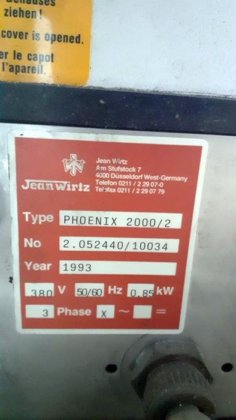 Gehäuses
ziehen!
cover is opened.
er le capot
l'apareil.
Jean Wirtz
Am Stufstock 7
4000 Düsseldorf West-Germany
Telefon 0211 / 2 29 07-0
Telefax 0211 / 2 29 07 79
Jean Wirtz
Type PHOENIX 2000/2
No 2.052440/10034
Year 1993
380 V 50/60 Hz 0,85 kW
3 Phase X ~ =